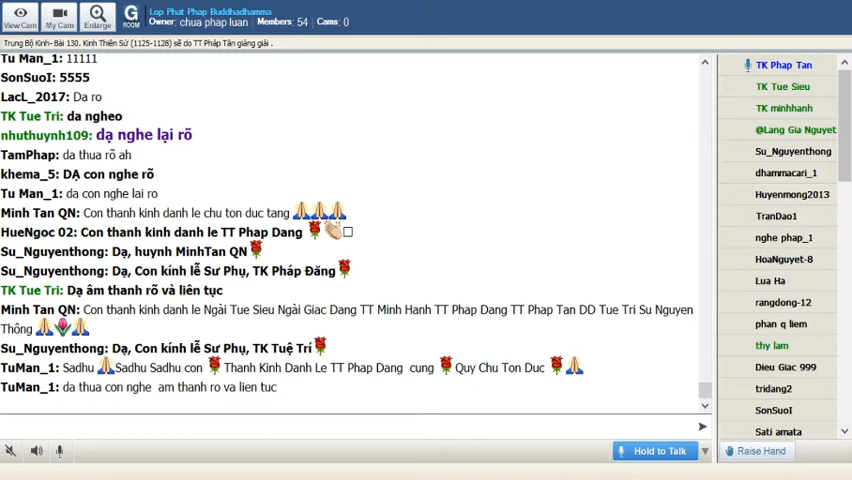 View Cam
My Cam
Enlarge
G
ROOM
Lop Phat Phap Buddhadhamma
Owner: chua phap luan Members: 54 Cams: 0
Trung Bộ Kinh- Bài 130. Kinh Thiên Sứ (1125-1128) sẽ do TT Pháp Tân giảng giải .
Tu Man_1: 11111
SonSuoI: 5555
LacL_2017: Da ro
TK Tue Tri: da ngheo
nhuthuynh109: dạ nghe lại rõ
TamPhap: da thua rõ ah
khema_5: DẠ con nghe rõ
Tu Man_1: da con nghe lai ro
Minh Tan QN: Con thanh kinh danh le chu ton duc tang
HueNgoc 02: Con thanh kinh danh le TT Phap Dang
Su_Nguyenthong: Dạ, huynh MinhTan QN
Su_Nguyenthong: Dạ, Con kính lễ Sư Phụ, TK Pháp Đăng
TK Tue Tri: Dạ âm thanh rõ và liên tục
Minh Tan QN: Con thanh kinh danh le Ngài Tue Sieu Ngài Giac Dang TT Minh Hanh TT Phap Dang TT Phap Tan DD Tue Tri Su Nguyen
Thông
Su_Nguyenthong: Dạ, Con kính lễ Sư Phụ, TK Tuệ Trí
TuMan_1: Sadhu Sadhu Sadhu con Thanh Kinh Danh Le TT Phap Dang cung Quy Chu Ton Duc
TuMan_1: da thua con nghe am thanh ro va lien tuc
Hold to Talk
TK Phap Tan
TK Tue Sieu
TK minhhanh
@Lang Gia Nguyet
Su_Nguyenthong
dhammacari_1
Huyenmong2013
TranDao1
nghe phap_1
HoaNguyet-8
Lua Ha
rangdong-12
phan q liem
thy lam
Dieu Giac 999
tridang2
SonSuoI
Sati amata
Raise Hand